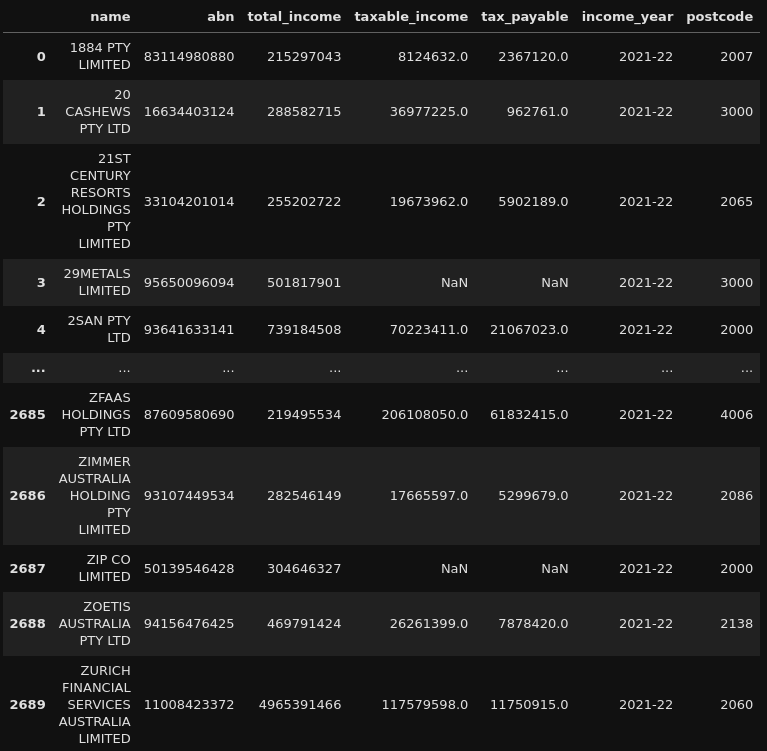 name abn total_income taxable_income tax_payable income_year postcode
0 1884 PTY LIMITED 83114980880 215297043 8124632.0 2367120.0 2021-22 2007
1 20 CASHEWS PTY LTD 16634403124 288582715 36977225.0 962761.0 2021-22 3000
2 21ST CENTURY RESORTS HOLDINGS PTY LIMITED 33104201014 255202722 19673962.0 5902189.0 2021-22 2065
3 29METALS LIMITED 95650096094 501817901 NaN NaN 2021-22 3000
4 2SAN PTY LTD 93641633141 739184508 70223411.0 21067023.0 2021-22 2000
... ... ... ... ... ... ... ...
2685 ZFAAS HOLDINGS PTY LTD 87609580690 219495534 206108050.0 61832415.0 2021-22 4006
2686 ZIMMER AUSTRALIA HOLDING PTY LIMITED 93107449534 282546149 17665597.0 5299679.0 2021-22 2086
2687 ZIP CO LIMITED 50139546428 304646327 NaN NaN 2021-22 2000
2688 ZOETIS AUSTRALIA PTY LTD 94156476425 469791424 26261399.0 7878420.0 2021-22 2138
2689 ZURICH FINANCIAL SERVICES AUSTRALIA LIMITED 11008423372 4965391466 117579598.0 11750915.0 2021-22 2060